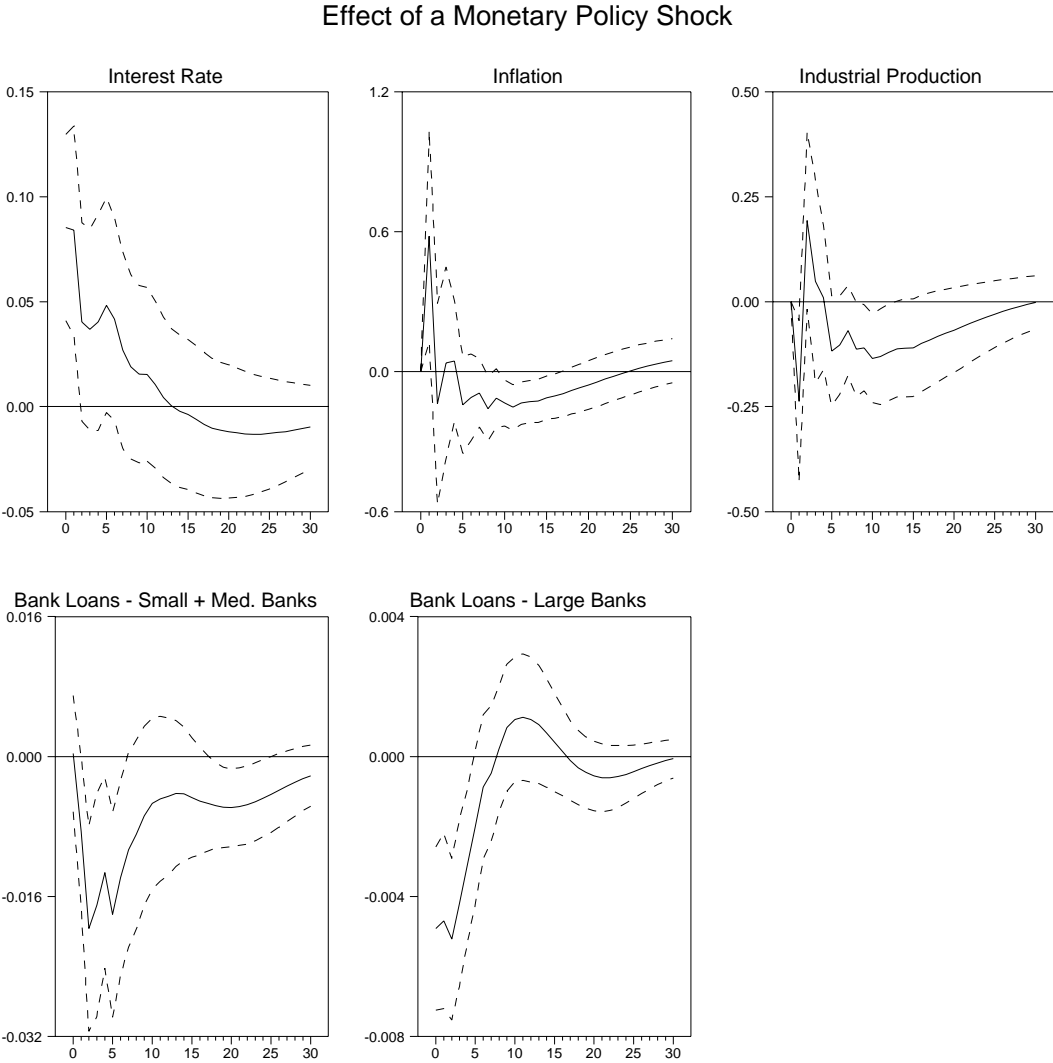 Effect of a Monetary Policy Shock
Interest Rate
0.15
0.10
0.05
0.00
-0.05
0 5 10 15 20 25 30
Inflation
1.2
0.6
0.0
-0.6
0 5 10 15 20 25 30
Industrial Production
0.50
0.25
0.00
-0.25
-0.50
0 5 10 15 20 25 30
Bank Loans - Small + Med. Banks
0.016
0.000
-0.016
-0.032
0 5 10 15 20 25 30
Bank Loans - Large Banks
0.004
0.000
-0.004
-0.008
0 5 10 15 20 25 30